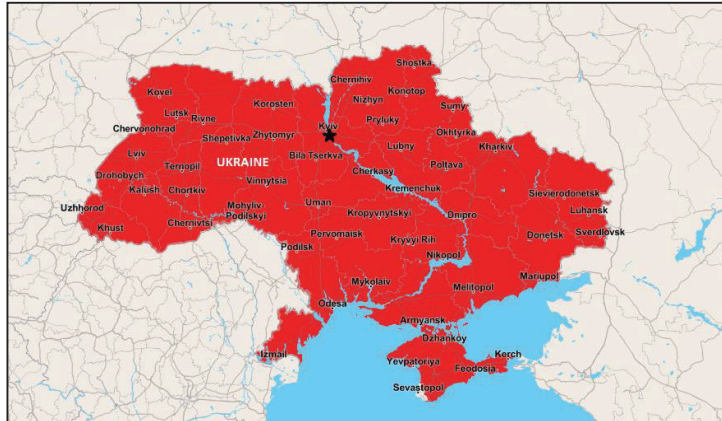 Shostka
Chernihiv
Konotop
Kovel
Nizhyn
Korosten
Sumy
Lutsk
Rivne
Pryluky
Kyiv
Chervonohrad
Okhtyrka
Shepetivka
Zhytomyr
Lubny
Kharkiv
Lviv
Bila Tserkva
Ternopil
UKRAINE
Poltava
Cherkasy
Drohobych
Vinnytsia
Kalush
Chortkiv
Kremenchuk
Sievierodonetsk
Uman
Uzhhorod
Mohyliv-
Podilskyi
Kropyvnytskyi
Dnipro
Luhansk
Khust
Chernivtsi
Pervomaisk
Donetsk
Sverdlovsk
Podilsk
Kryvyi Rih
Nikopol
Mariupol
Mykolaiv
Melitopol
Odesa
Armyansk
Dzhankoy
Izmail
Kerch
Yevpatoriya
Feodosia
Sevastopol